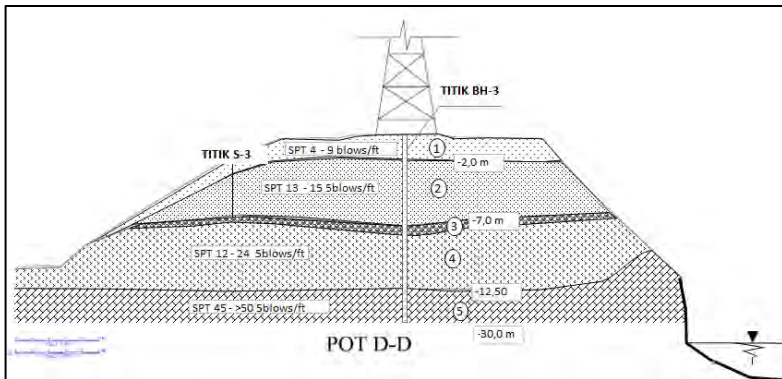 TITIK BH-3
1
SPT 4 - 9 blows/ft
TITIK S-3
-2,0 m
2
SPT 13 - 15 5blows/ft
-7,0 m
3
SPT 12 - 24 5blows/ft
4
-12,50
SPT 45 - >50 5blows/ft
5
-30,0 m
POT D-D